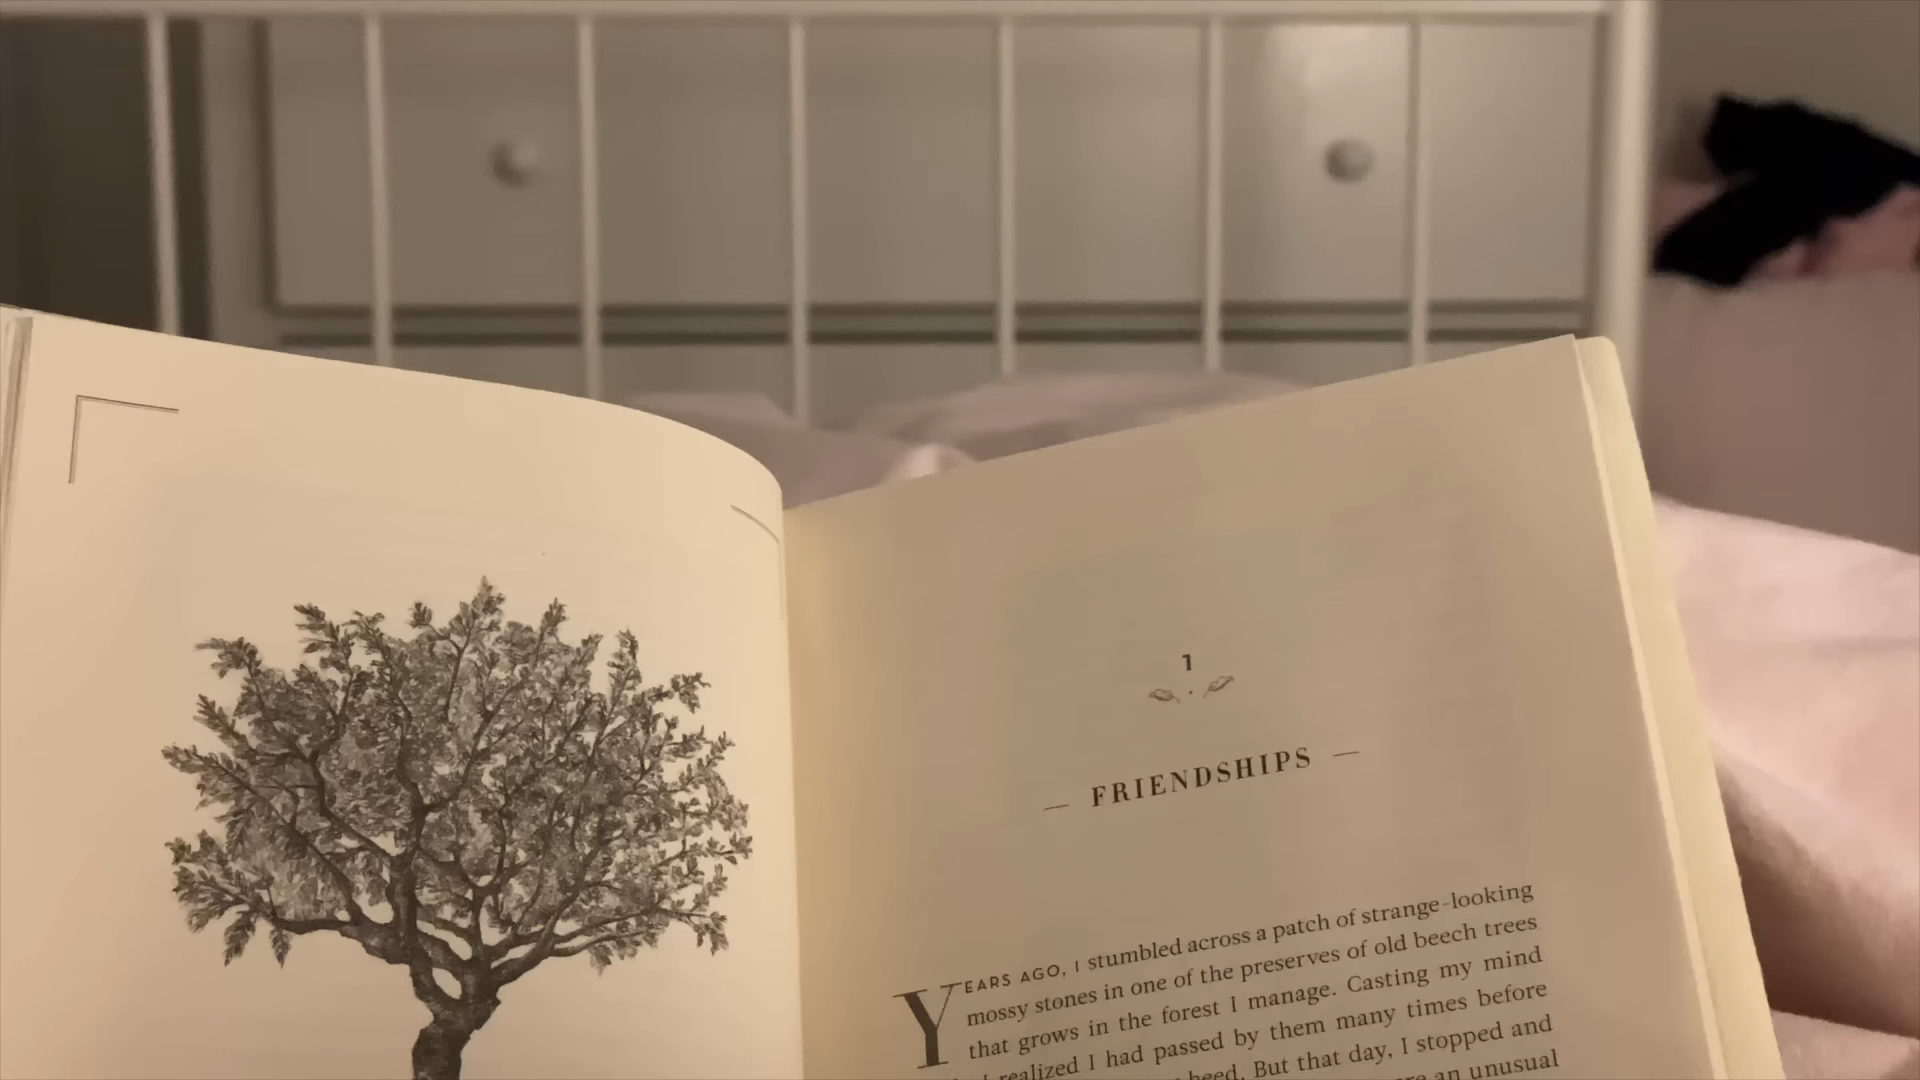 1
— FRIENDSHIPS —
YEARS AGO, I stumbled across a patch of strange-looking
mossy stones in one of the preserves of old beech trees
that grows in the forest I manage. Casting my mind
I realized I had passed by them many times before
heed. But that day, I stopped and
an unusual